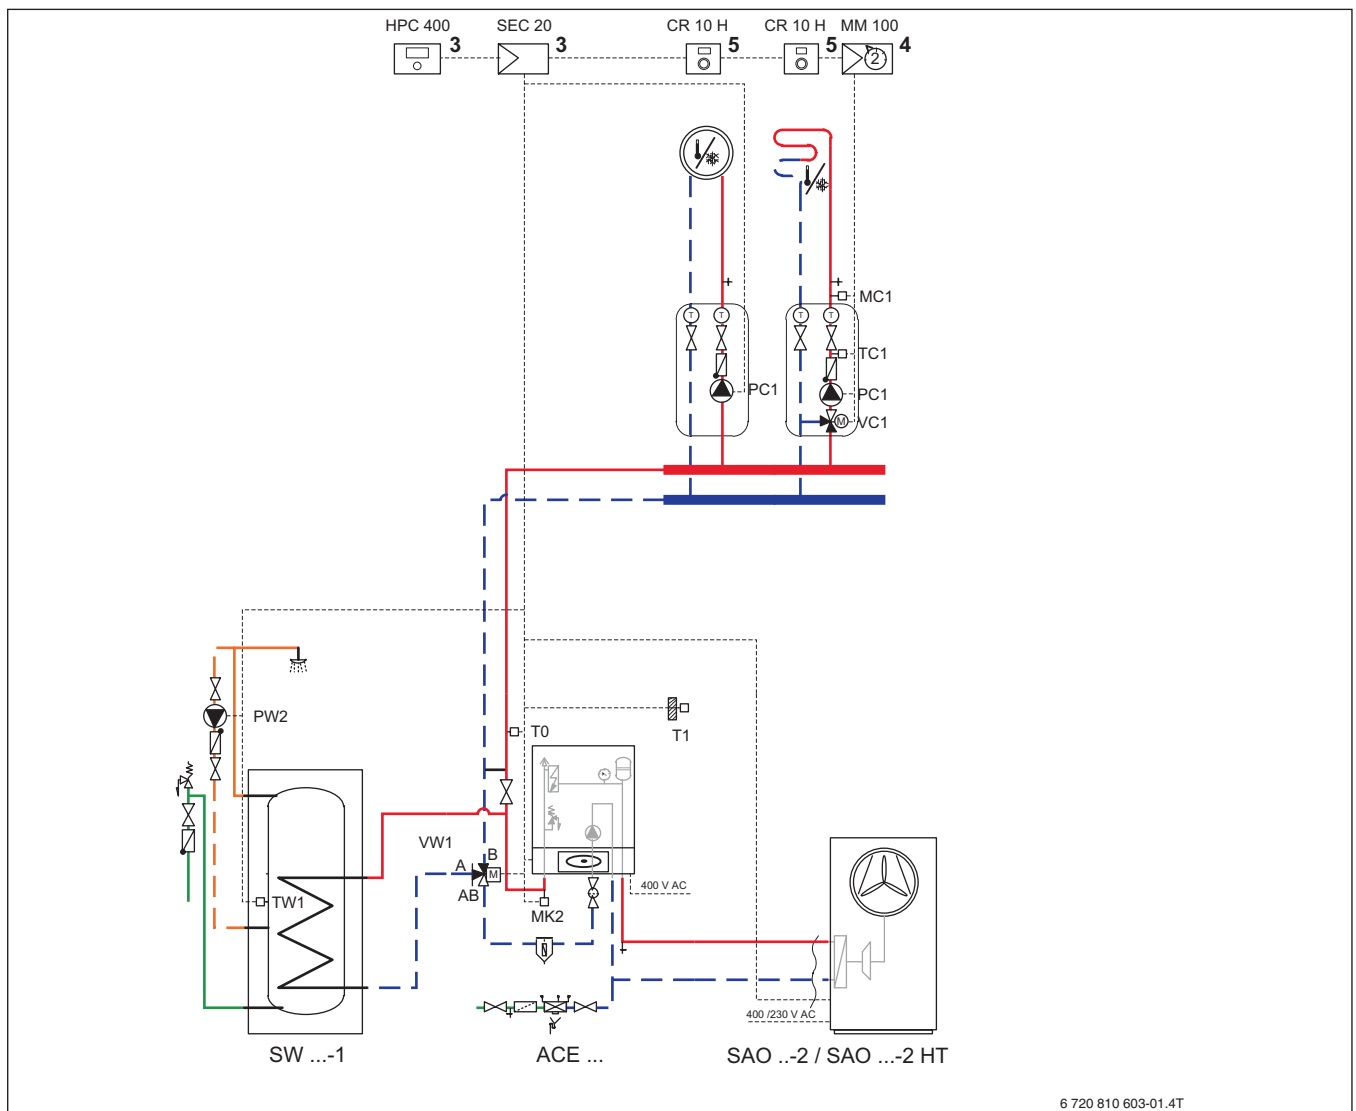 HPC 400
3
SEC 20
3
CR 10 H
5
CR 10 H
5
MM 100
4
2
T
T
T
T
MC1
TC1
PC1
PC1
M
VC1
PW2
T0
T1
VW1
A
B
M
AB
TW1
MK2
400 V AC
400 /230 V AC
SW ...-1
ACE ...
SAO ..-2 / SAO ...-2 HT
6 720 810 603-01.4T